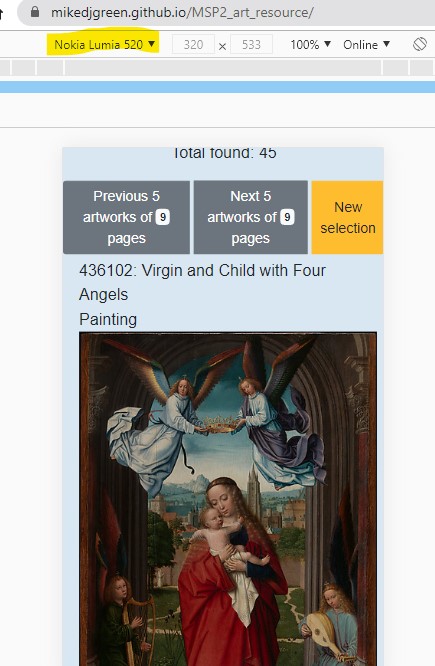 mikedjgreen.github.io/MSP2_art_resource/
Nokia Lumia 520 ▼ 320 x 533 100% ▼ Online ▼
Total found: 45
Previous 5
artworks of 9
pages
Next 5
artworks of 9
pages
New
selection
436102: Virgin and Child with Four
Angels
Painting